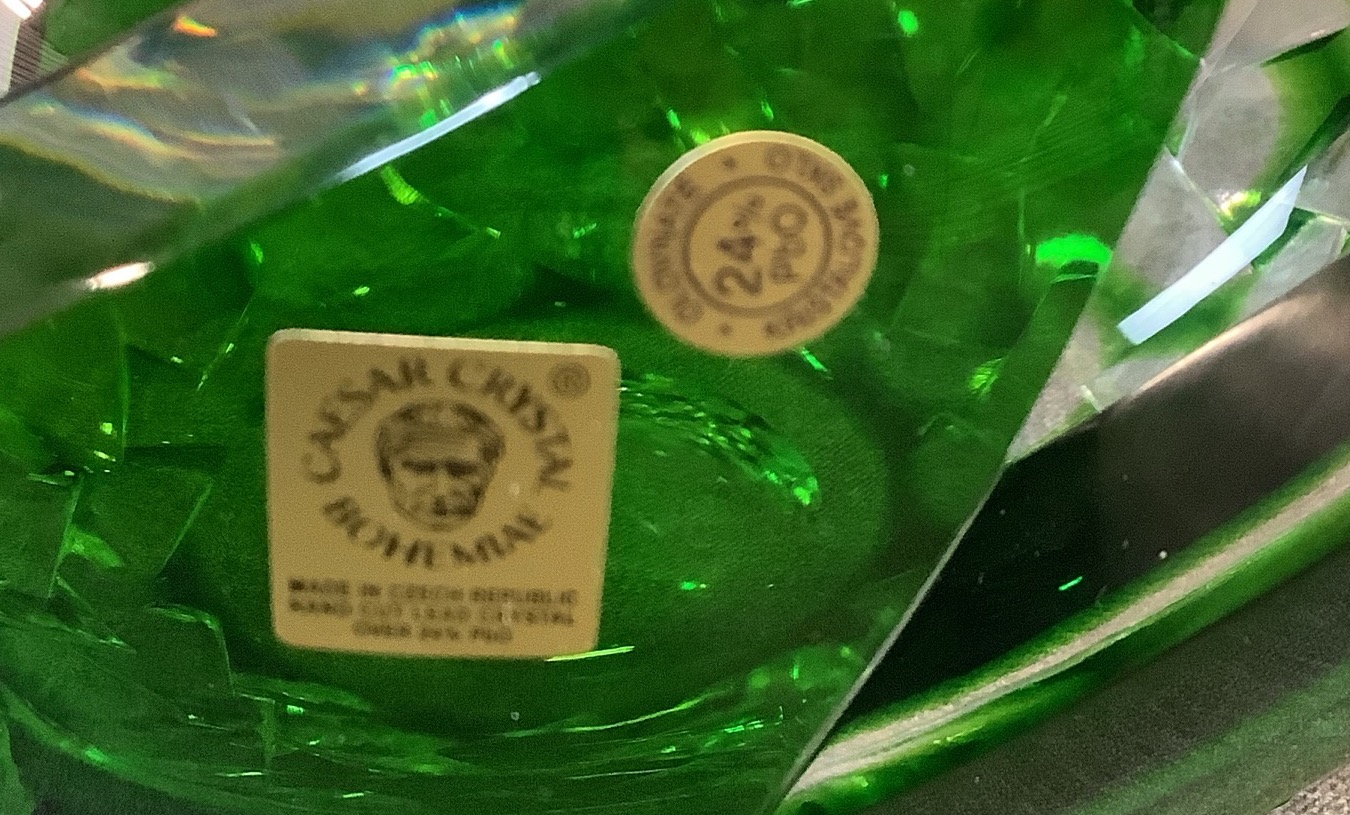 CAESAR CRYSTAL
®
BOHEMIAE
MADE IN CZECH REPUBLIC
HAND CUT LEAD CRYSTAL
OVER 24% PbO
24%
PbO